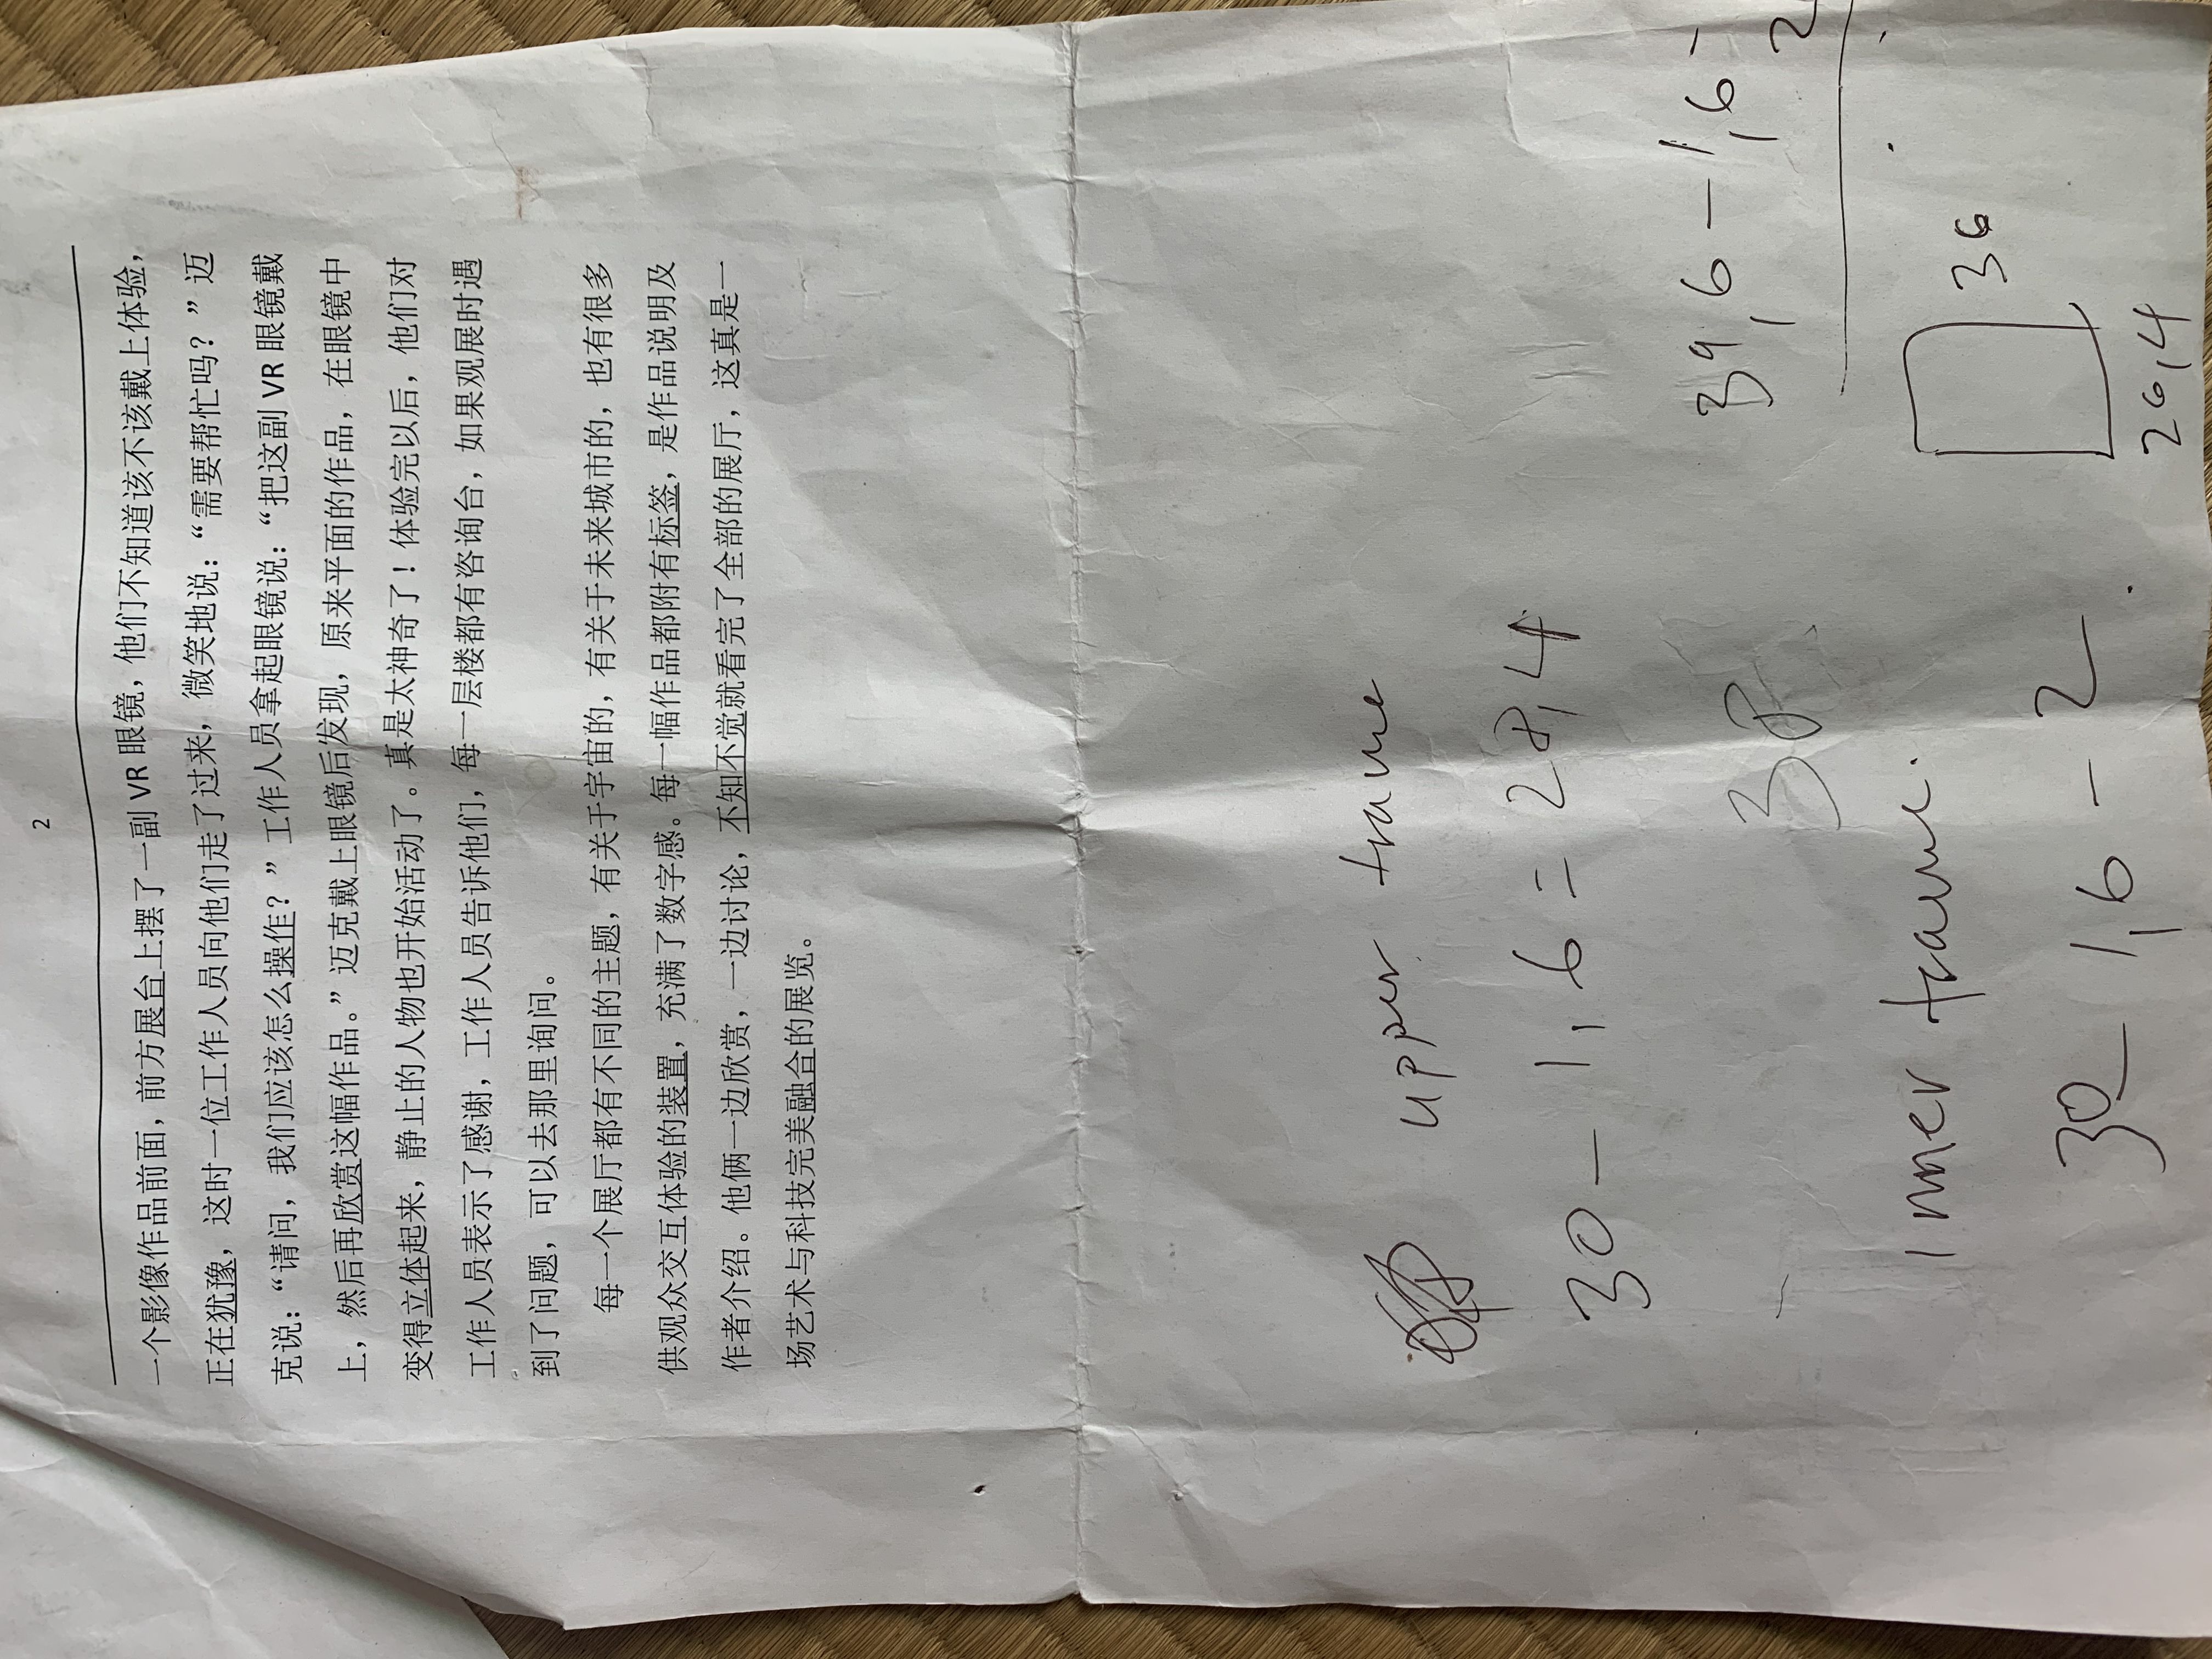 2
一个影像作品前面，前方展台上摆了一副 VR 眼镜，他们不知道该不该戴上体验，
正在犹豫，这时一位工作人员向他们走了过来，微笑地说：“需要帮忙吗？”迈
克说：“请问，我们应该怎么操作？”工作人员拿起眼镜说：“把这副 VR 眼镜戴
上，然后再欣赏这幅作品。”迈克戴上眼镜后发现，原来平面的作品，在眼镜中
变得立体起来，静止的人物也开始活动了。真是太神奇了！体验完以后，他们对
工作人员表示了感谢，工作人员告诉他们，每一层楼都有咨询台，如果观展时遇
到了问题，可以去那里询问。
每一个展厅都有不同的主题，有关于宇宙的，有关于未来城市的，也有很多
供观众交互体验的装置，充满了数字感。每一幅作品都附有标签，是作品说明及
作者介绍。他俩一边欣赏，一边讨论，不知不觉就看完了全部的展厅，这真是一
场艺术与科技完美融合的展览。
upper frame
30 - 1,6 = 28,4
39,6 - 1,6 -
2
38
inner frame.
36
30 - 1,6 - 2
26,4